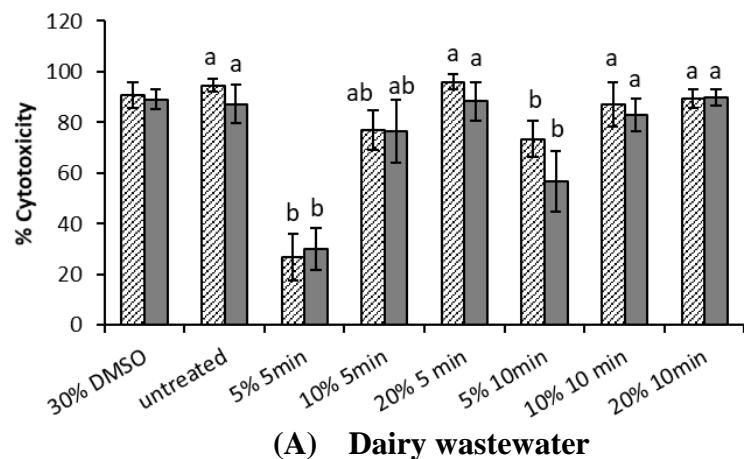 120
100
80
60
40
20
0
% Cytotoxicity
a a b b ab ab a a b b a a a a
30% DMSO
untreated
5% 5min
10% 5min
20% 5 min
5% 10min
10% 10 min
20% 10min
(A) Dairy wastewater